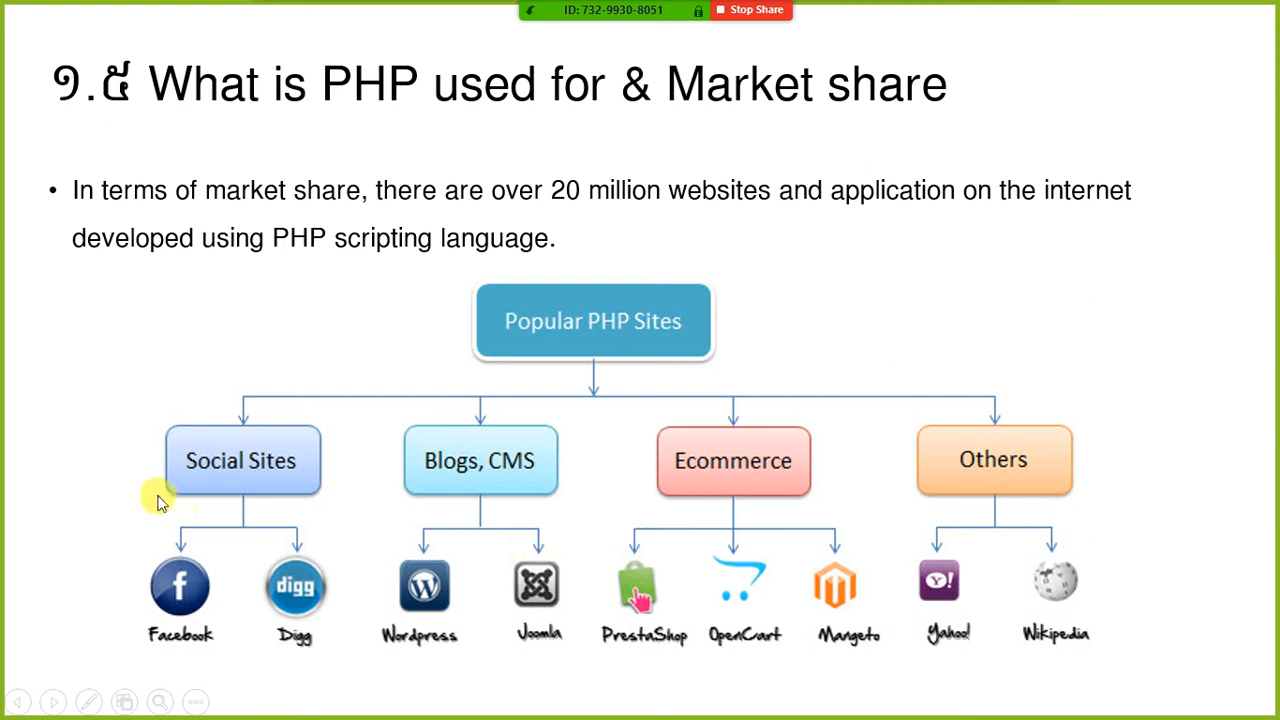 ID: 732-9930-8051
Stop Share
១.៥ What is PHP used for & Market share
• In terms of market share, there are over 20 million websites and application on the internet
developed using PHP scripting language.
Popular PHP Sites
Social Sites
Blogs, CMS
Ecommerce
Others
f
digg
W
Y!
Facebook
Digg
Wordpress
Joomla
PrestaShop
OpenCart
Mangeto
Yahoo!
Wikipedia